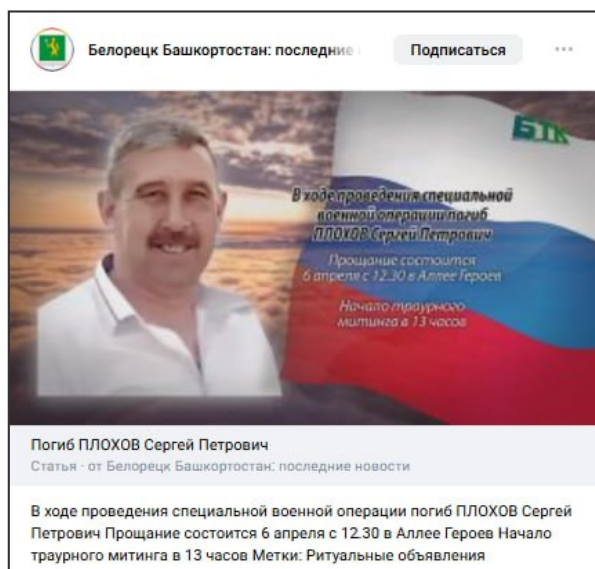 Белорецк Башкортостан: последние
Подписаться
БТК
В ходе проведения специальной
военной операции погиб
ПЛОХОВ Сергей Петрович
Прощание состоится
6 апреля с 12.30 в Аллее Героев
Начало траурного
митинга в 13 часов
Погиб ПЛОХОВ Сергей Петрович
Статья · от Белорецк Башкортостан: последние новости
В ходе проведения специальной военной операции погиб ПЛОХОВ Сергей
Петрович Прощание состоится 6 апреля с 12.30 в Аллее Героев Начало
траурного митинга в 13 часов Метки: Ритуальные объявления